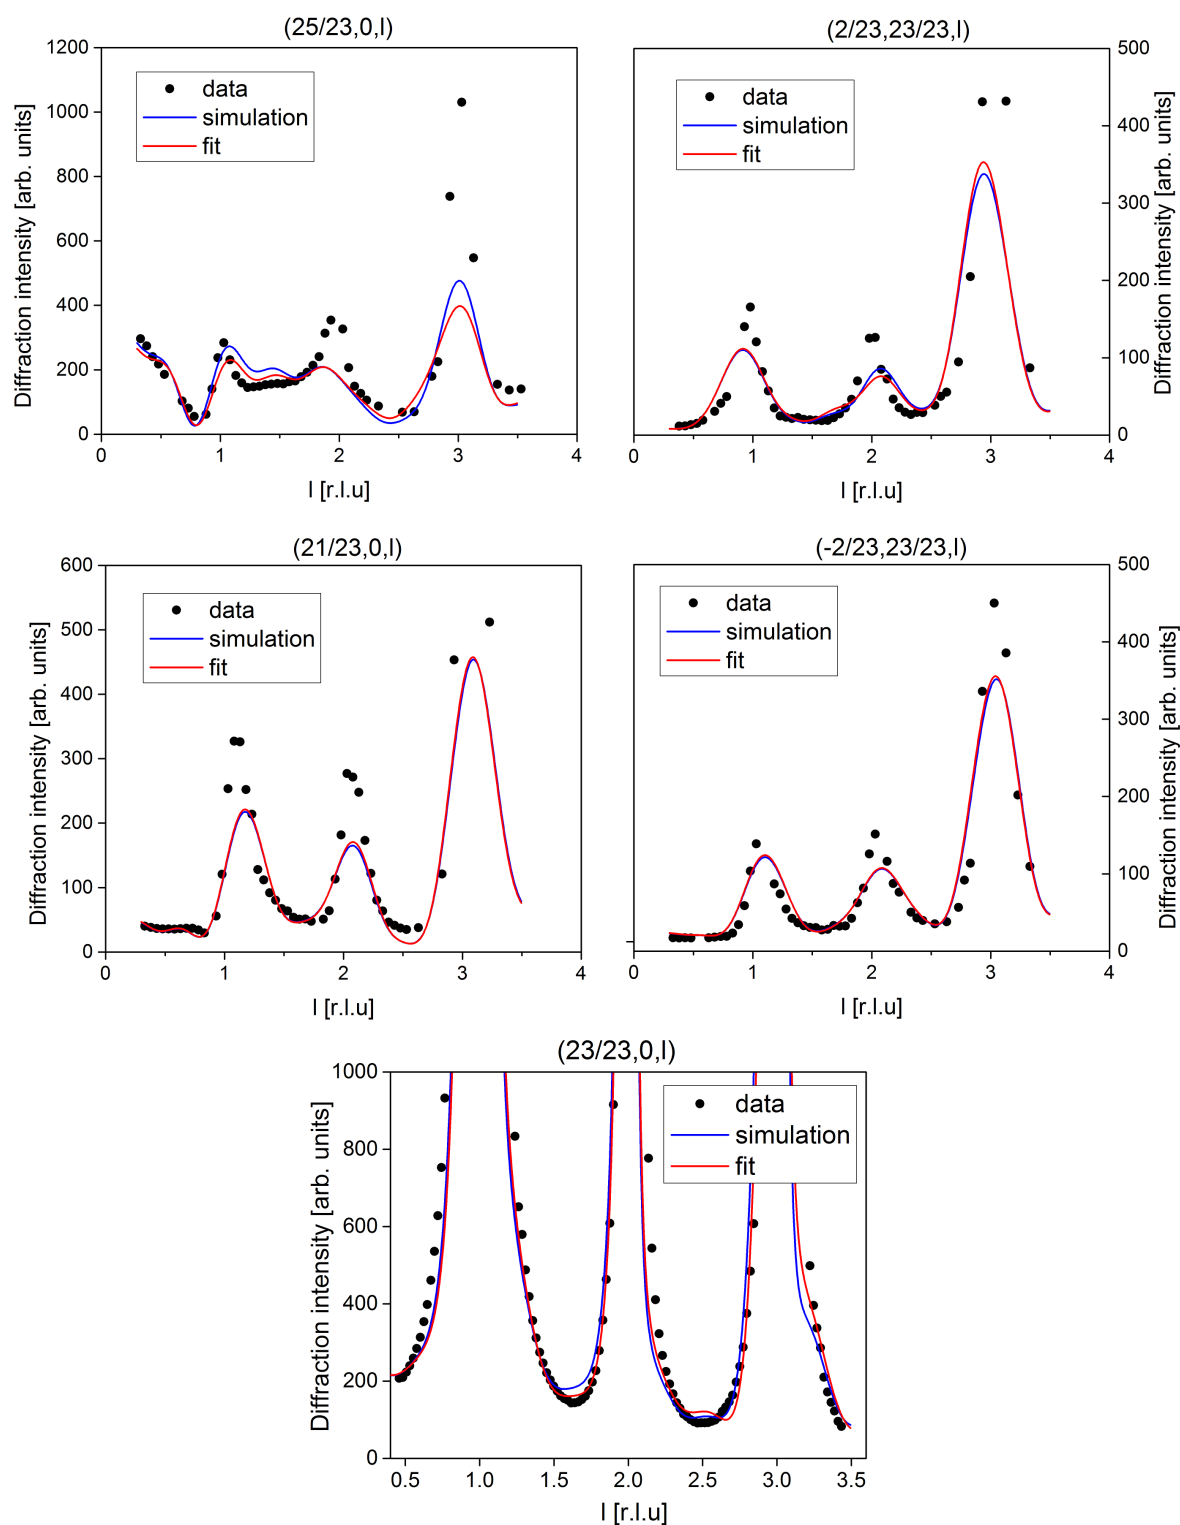 (25/23,0,l)
1200
1000
800
600
400
200
0
0
1
2
3
4
Diffraction intensity [arb. units]
l [r.l.u]
data
simulation
fit
(2/23,23/23,l)
500
400
300
200
100
0
0
1
2
3
4
Diffraction intensity [arb. units]
l [r.l.u]
data
simulation
fit
(21/23,0,l)
600
500
400
300
200
100
0
0
1
2
3
4
Diffraction intensity [arb. units]
l [r.l.u]
data
simulation
fit
(-2/23,23/23,l)
500
400
300
200
100
0
0
1
2
3
4
Diffraction intensity [arb. units]
l [r.l.u]
data
simulation
fit
(23/23,0,l)
1000
800
600
400
200
0
0.5
1.0
1.5
2.0
2.5
3.0
3.5
Diffraction intensity [arb. units]
l [r.l.u]
data
simulation
fit